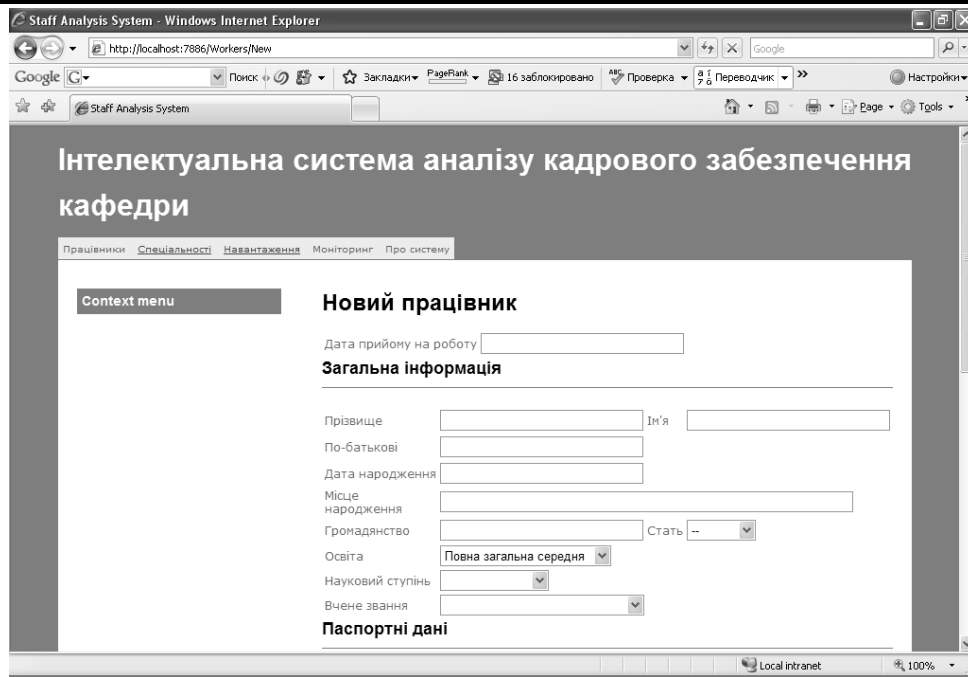 Staff Analysis System - Windows Internet Explorer
http://localhost:7886/Workers/New Google
Google G Поиск 16 заблокировано Закладки PageRank ABC Проверка Переводчик » Настройки
Staff Analysis System Page Tools
Інтелектуальна система аналізу кадрового забезпечення
кафедри
Працівники Спеціальності Навантаження Моніторинг Про систему
Context menu
Новий працівник
Дата прийому на роботу
Загальна інформація
Прізвище Ім'я
По-батькові
Дата народження
Місце
народження
Громадянство Стать --
Освіта Повна загальна середня
Науковий ступінь
Вчене звання
Паспортні дані
Local intranet 100%